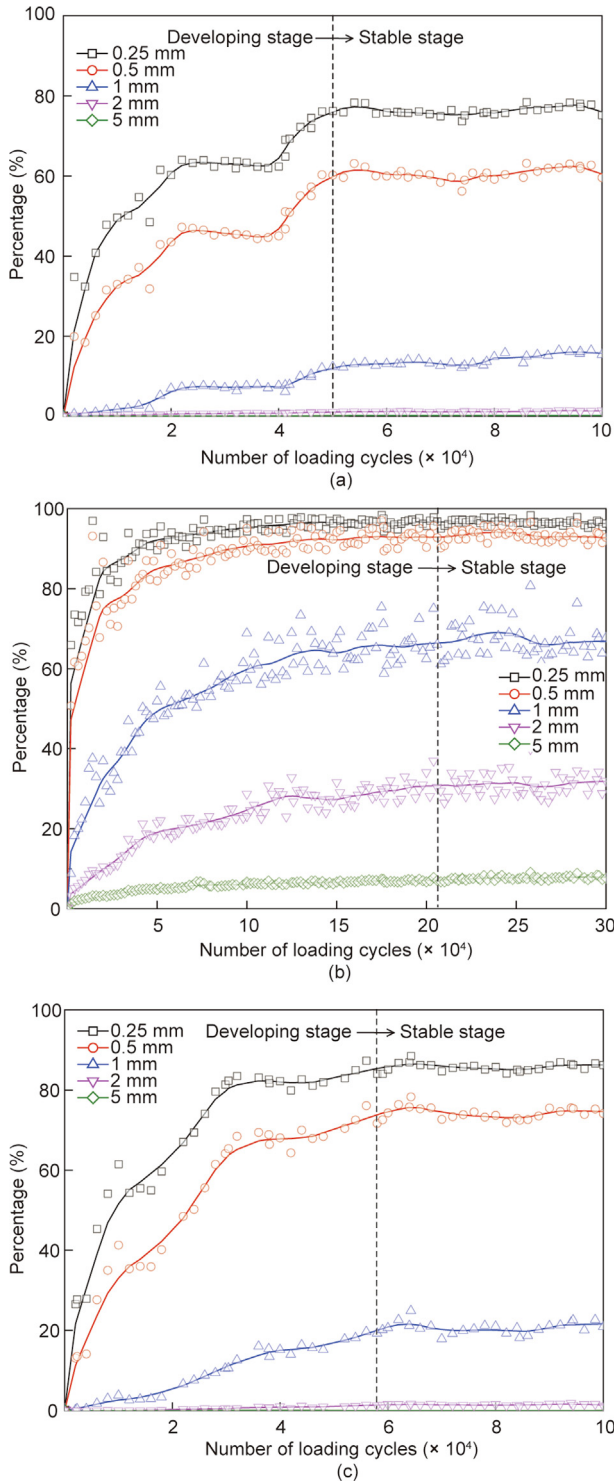 100
Developing stage → Stable stage
0.25 mm
0.5 mm
1 mm
2 mm
5 mm
80
60
40
20
0
Percentage (%)
2 4 6 8 10
Number of loading cycles (× 10⁴)
(a)
100
80
60
40
20
0
Percentage (%)
Developing stage → Stable stage
0.25 mm
0.5 mm
1 mm
2 mm
5 mm
5 10 15 20 25 30
Number of loading cycles (× 10⁴)
(b)
100
Developing stage → Stable stage
0.25 mm
0.5 mm
1 mm
2 mm
5 mm
80
60
40
20
0
Percentage (%)
2 4 6 8 10
Number of loading cycles (× 10⁴)
(c)